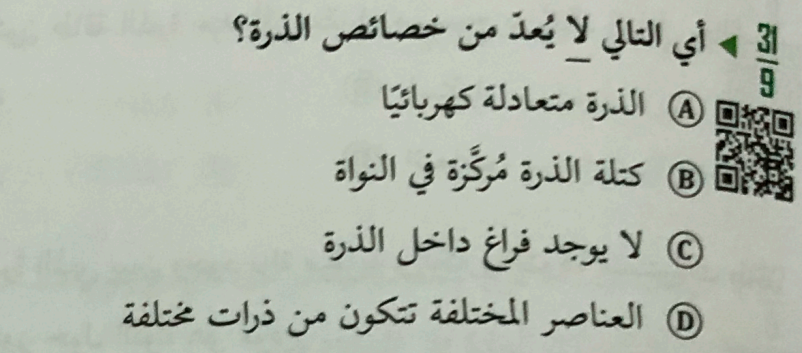 31/9 ◀ أي التالي لا يُعدّ من خصائص الذرة؟
Ⓐ الذرة متعادلة كهربائيًا
Ⓑ كتلة الذرة مُركَّزة في النواة
Ⓒ لا يوجد فراغ داخل الذرة
Ⓓ العناصر المختلفة تتكون من ذرات مختلفة